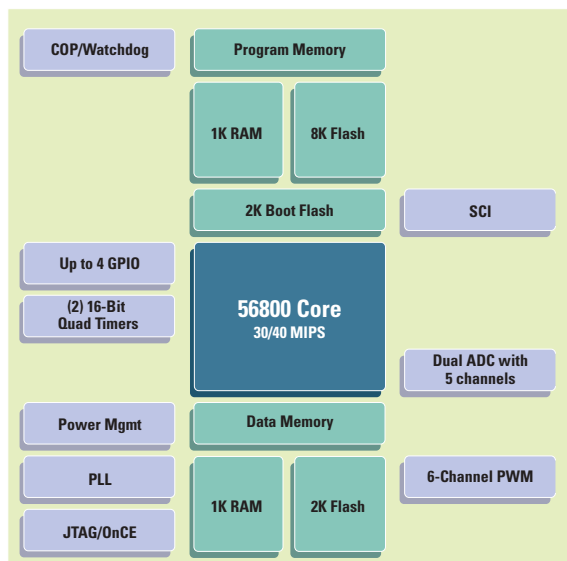 COP/Watchdog
Program Memory
1K RAM
8K Flash
2K Boot Flash
SCI
Up to 4 GPIO
(2) 16-Bit
Quad Timers
56800 Core
30/40 MIPS
Dual ADC with
5 channels
Power Mgmt
Data Memory
PLL
1K RAM
2K Flash
6-Channel PWM
JTAG/OnCE